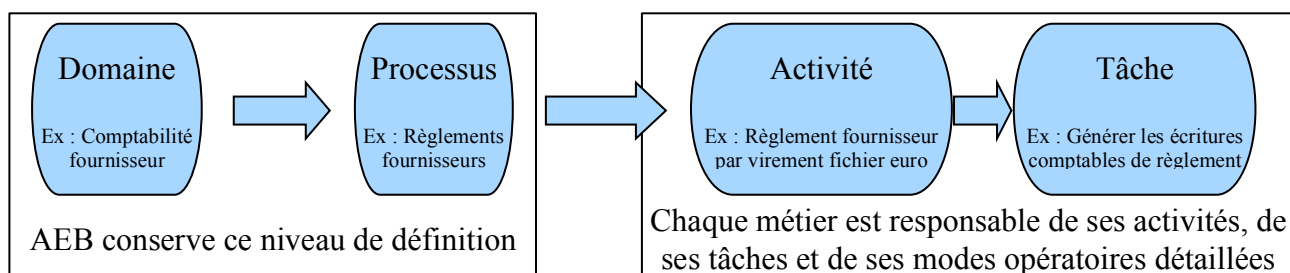 Domaine
Ex : Comptabilité
fournisseur
Processus
Ex : Règlements
fournisseurs
AEB conserve ce niveau de définition
Activité
Ex : Règlement fournisseur
par virement fichier euro
Tâche
Ex : Générer les écritures
comptables de règlement
Chaque métier est responsable de ses activités, de
ses tâches et de ses modes opératoires détaillées